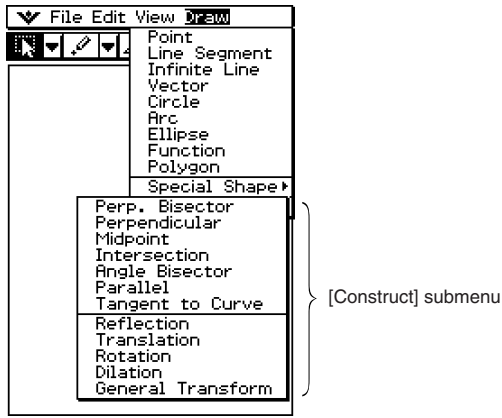 File Edit View Draw
Point
Line Segment
Infinite Line
Vector
Circle
Arc
Ellipse
Function
Polygon
Special Shape
Perp. Bisector
Perpendicular
Midpoint
Intersection
Angle Bisector
Parallel
Tangent to Curve
Reflection
Translation
Rotation
Dilation
General Transform
[Construct] submenu